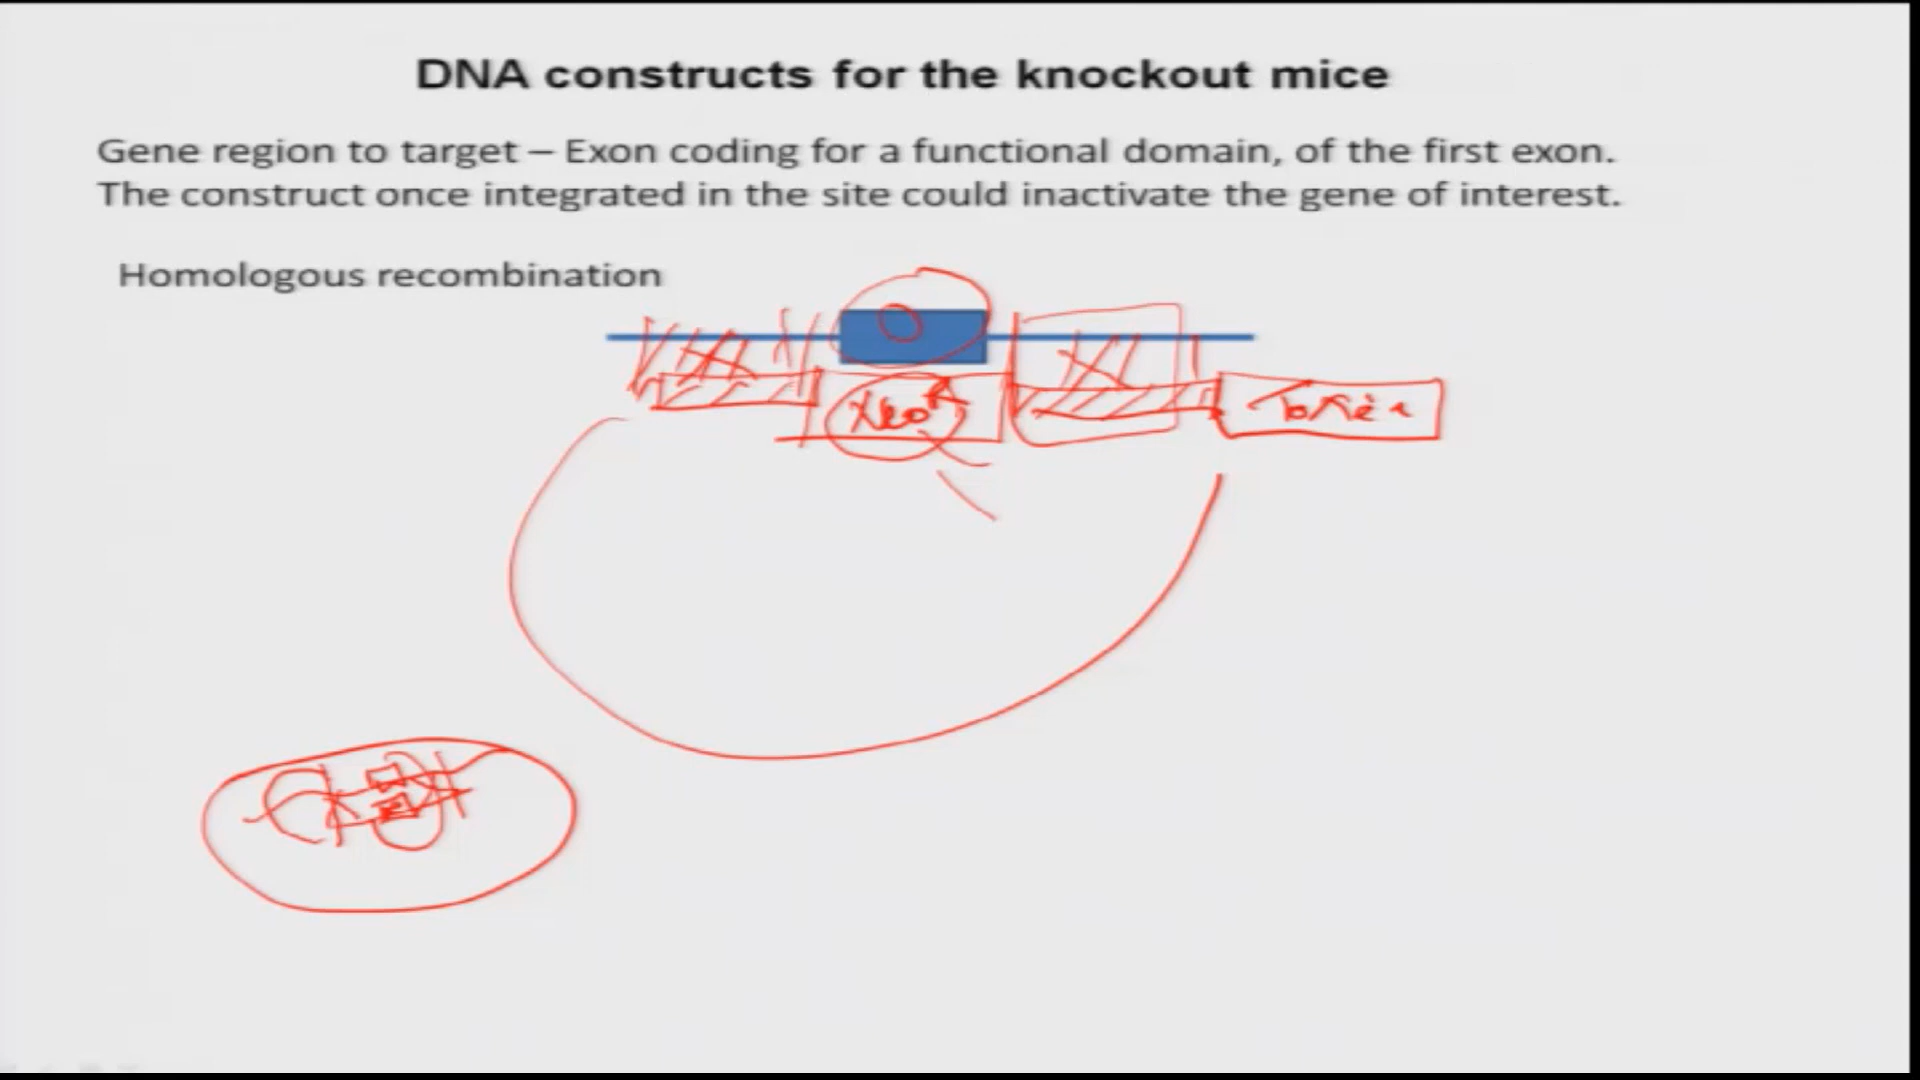 DNA constructs for the knockout mice
Gene region to target – Exon coding for a functional domain, of the first exon.
The construct once integrated in the site could inactivate the gene of interest.
Homologous recombination